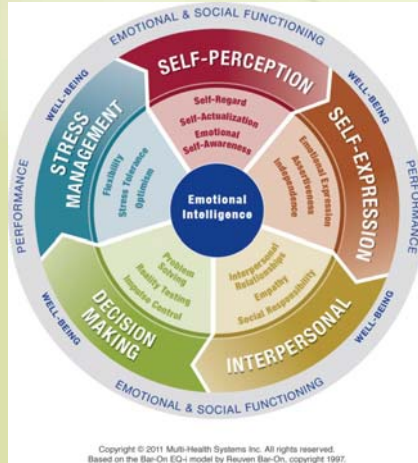 EMOTIONAL & SOCIAL FUNCTIONING
WELL-BEING
WELL-BEING
SELF-PERCEPTION
Self-Regard
Self-Actualization
Emotional
Self-Awareness
SELF-EXPRESSION
Emotional Expression
Assertiveness
Independence
PERFORMANCE
INTERPERSONAL
Interpersonal
Relationships
Empathy
Social Responsibility
WELL-BEING
DECISION
MAKING
Problem
Solving
Reality Testing
Impulse Control
WELL-BEING
STRESS
MANAGEMENT
Flexibility
Stress Tolerance
Optimism
PERFORMANCE
Emotional
Intelligence
EMOTIONAL & SOCIAL FUNCTIONING
Copyright © 2011 Multi-Health Systems Inc. All rights reserved.
Based on the Bar-On EQ-i model by Reuven Bar-On, copyright 1997.